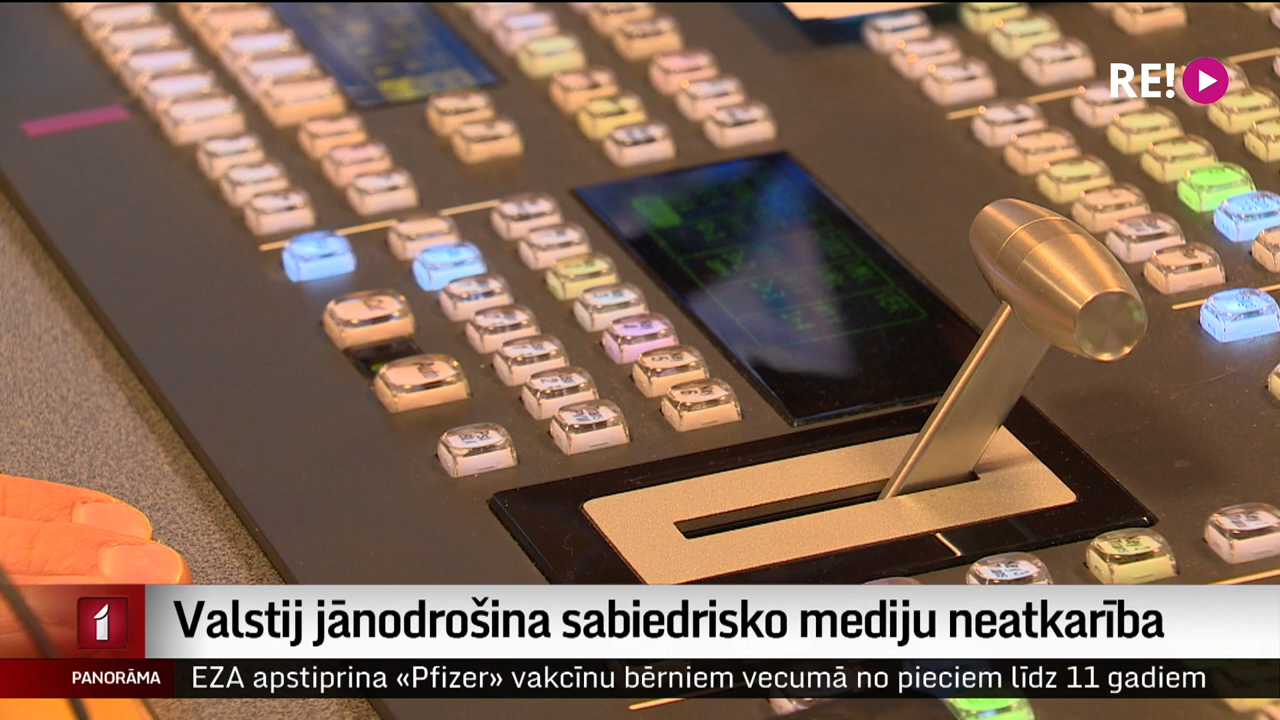 RE!
1
Valstij jānodrošina sabiedrisko mediju neatkarība
PANORĀMA
EZA apstiprina «Pfizer» vakcīnu bērniem vecumā no pieciem līdz 11 gadiem